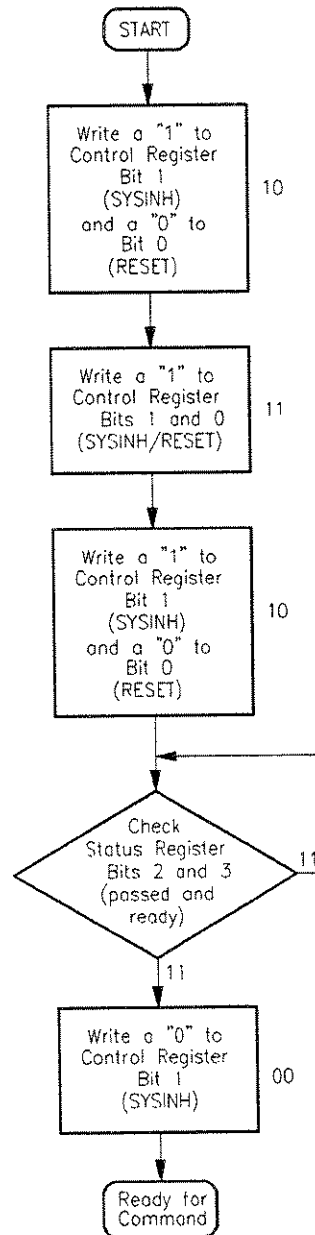 START
Write a "1" to
Control Register
Bit 1
(SYSINH)
and a "0" to
Bit 0
(RESET)
10
Write a "1" to
Control Register
Bits 1 and 0
(SYSINH/RESET)
11
Write a "1" to
Control Register
Bit 1
(SYSINH)
and a "0" to
Bit 0
(RESET)
10
Check
Status Register
Bits 2 and 3
(passed and
ready)
11
11
Write a "0" to
Control Register
Bit 1
(SYSINH)
00
Ready for
Command